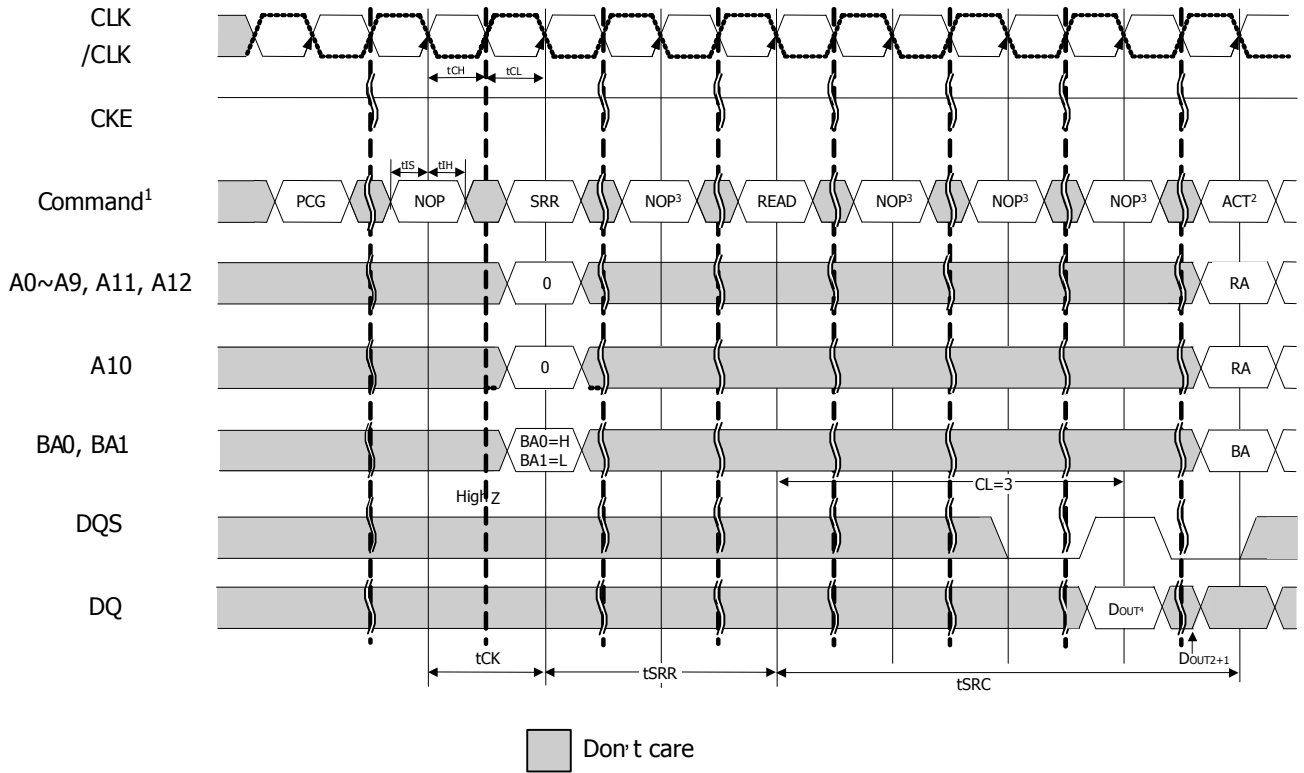 CLK
/CLK
tCH tCL
CKE
tIS tIH
Command1 PCG NOP SRR NOP3 READ NOP3 NOP3 NOP3 ACT2
A0~A9, A11, A12 0 RA
A10 0 RA
BA0, BA1 BA0=H BA1=L BA
CL=3
High Z
DQS
DQ DOUT4
DOUT2+1
tCK tSRR tSRC
Don't care